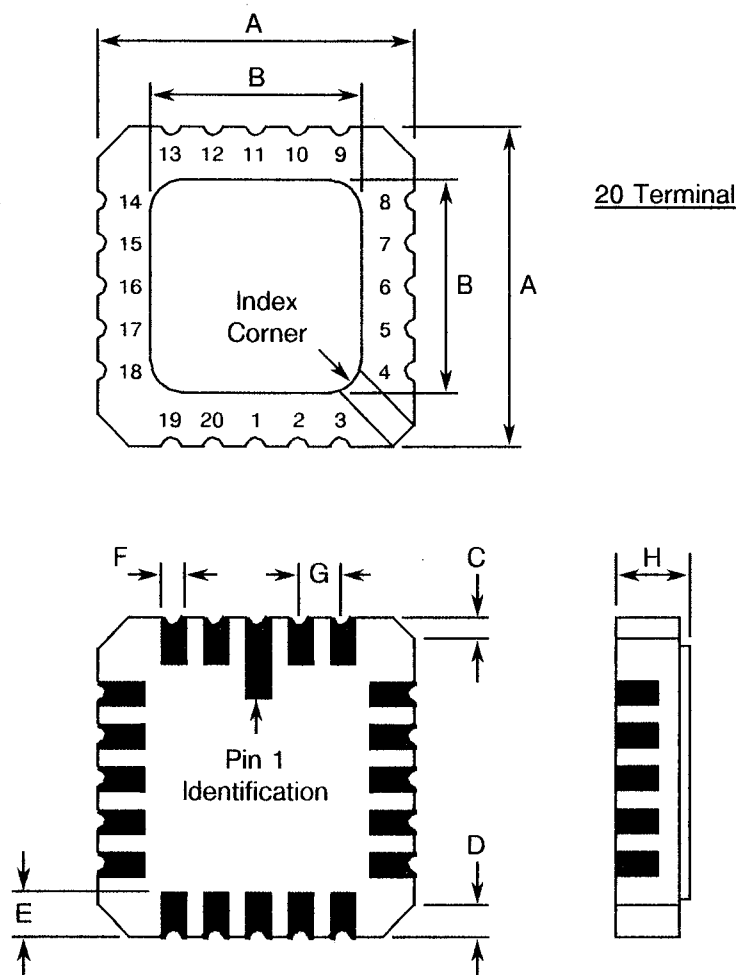 A
B
13 12 11 10 9
14 8
20 Terminal
15 7
16 6
B A
Index
Corner
17 5
18 4
19 20 1 2 3
F G C H
Pin 1
Identification
D
E